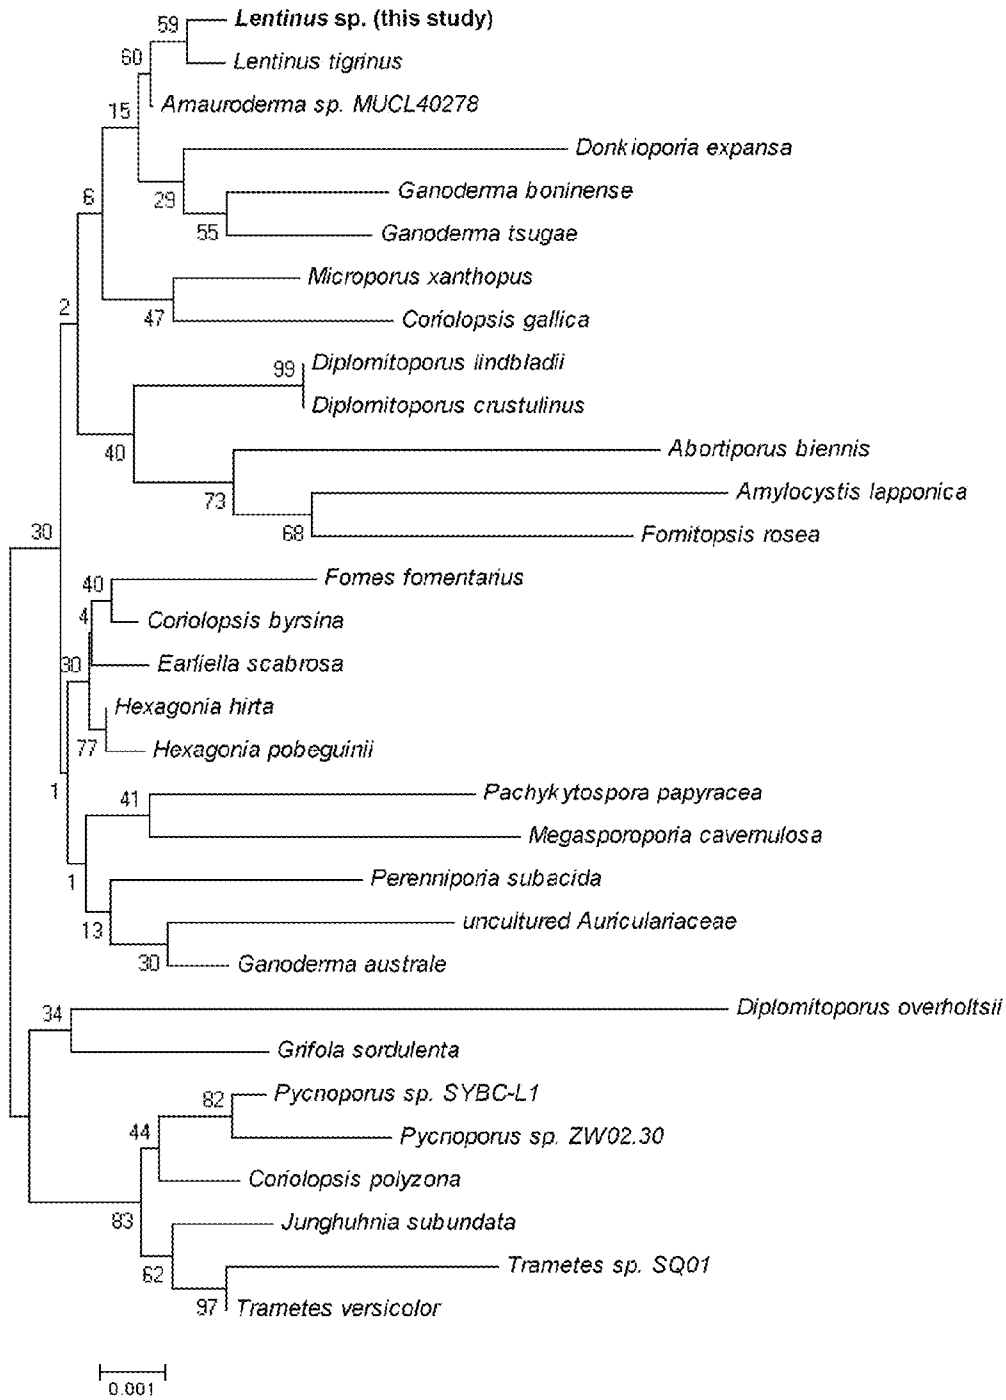 59
Lentinus sp. (this study)
60
Lentinus tigrinus
15
Amauroderma sp. MUCL40278
Donkioporia expansa
6
29
Ganoderma boninense
55
Ganoderma tsugae
Microporus xanthopus
2
47
Coriolopsis gallica
99
Diplomitoporus lindbladii
Diplomitoporus crustulinus
40
Abortiporus biennis
73
Amylocystis lapponica
30
68
Fomitopsis rosea
40
Fomes fomentarius
4
Coriolopsis byrsina
30
Earliella scabrosa
Hexagonia hirta
77
Hexagonia pobeguinii
1
41
Pachykytospora papyracea
Megasporoporia cavernulosa
1
Perenniporia subacida
13
uncultured Auriculariaceae
30
Ganoderma australe
34
Diplomitoporus overholtsii
Grifola sordulenta
82
Pycnoporus sp. SYBC-L1
44
Pycnoporus sp. ZW02.30
Coriolopsis polyzona
83
Junghuhnia subundata
62
Trametes sp. SQ01
97
Trametes versicolor
0.001